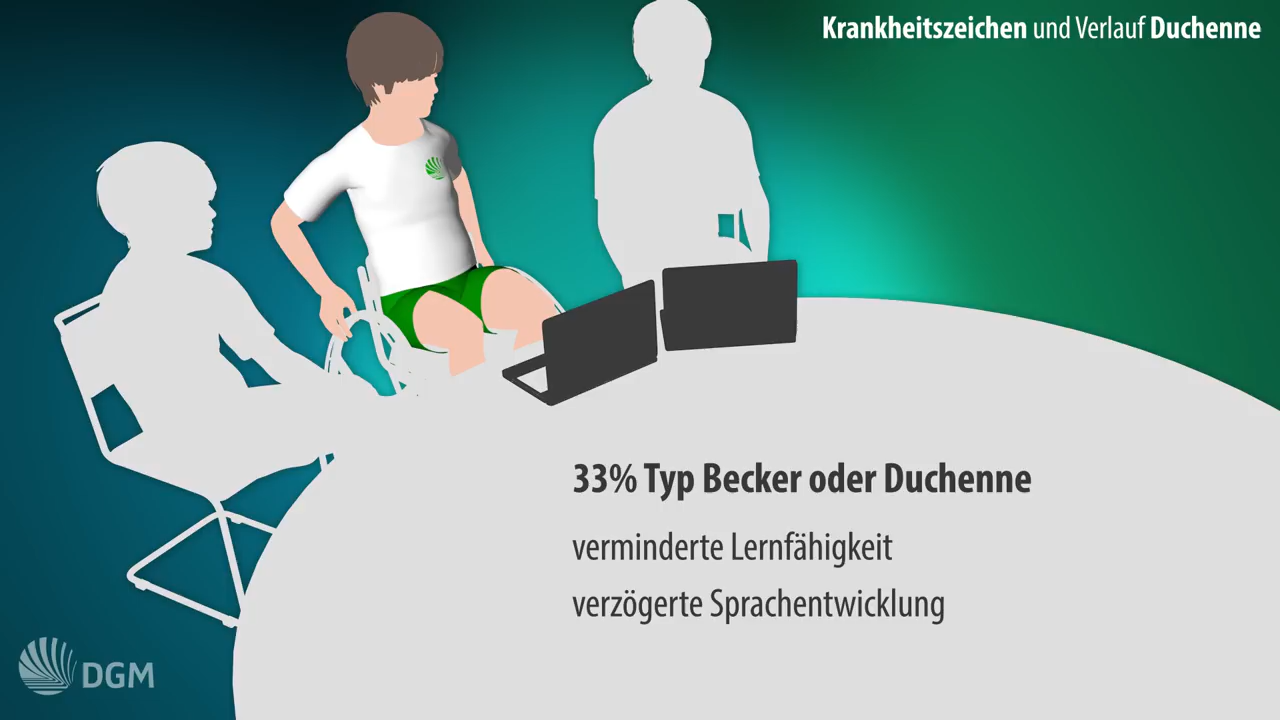 Krankheitszeichen und Verlauf Duchenne
33% Typ Becker oder Duchenne
verminderte Lernfähigkeit
verzögerte Sprachentwicklung
DGM